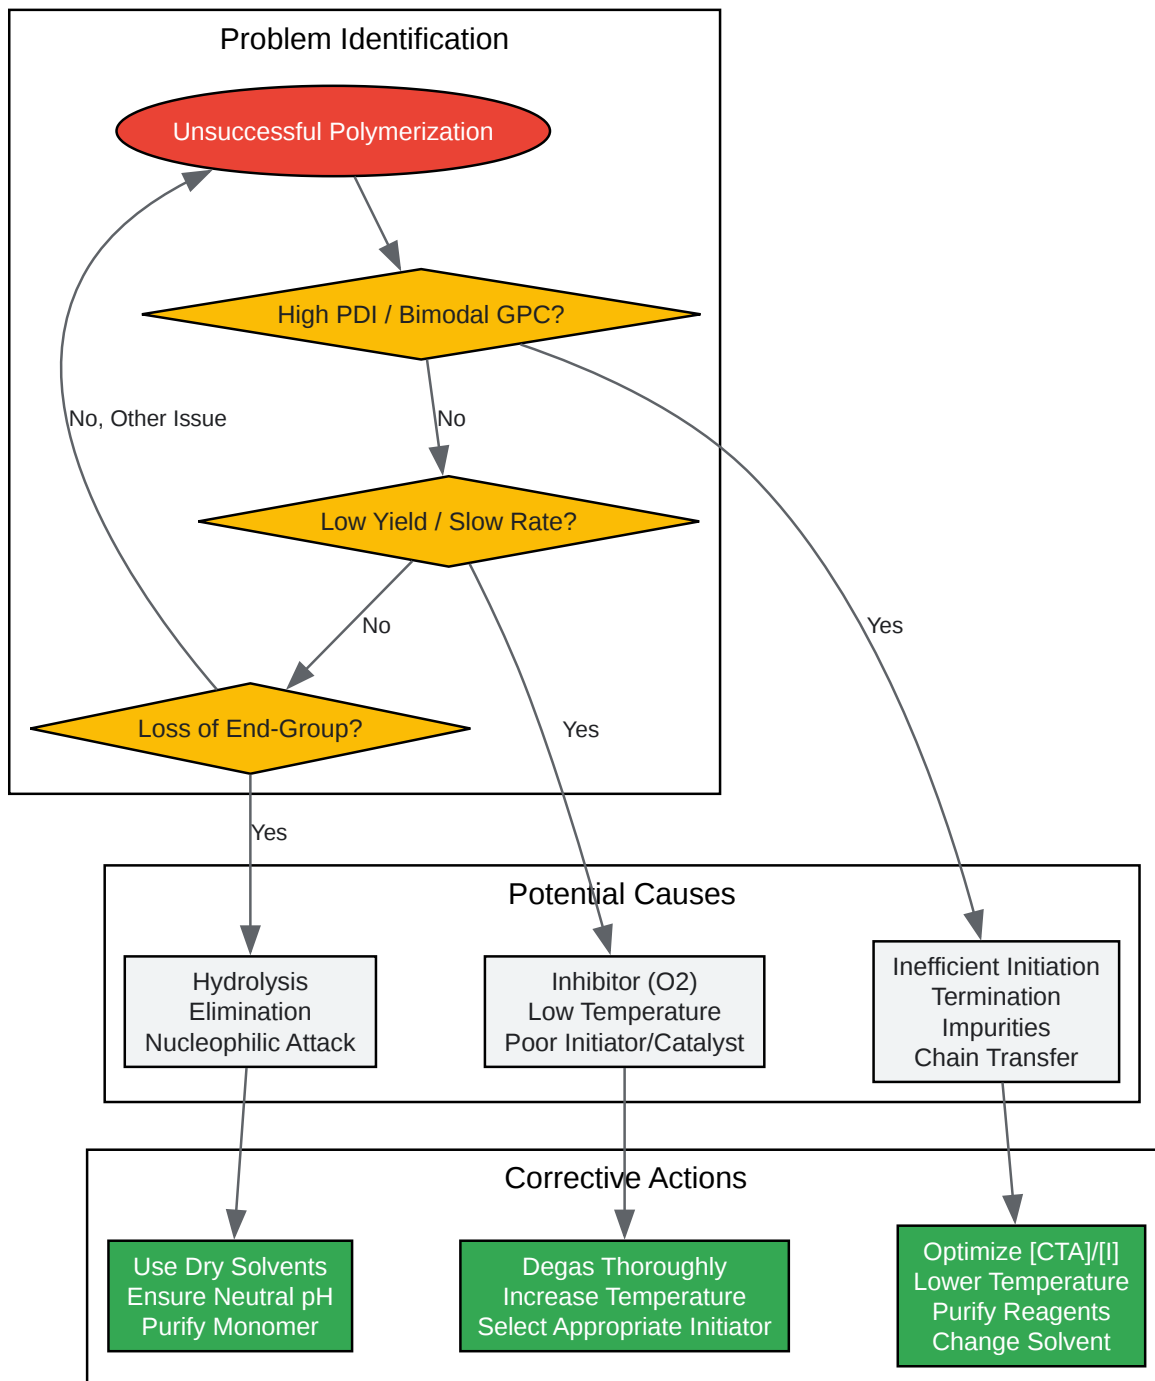 Problem Identification
Unsuccessful Polymerization
High PDI / Bimodal GPC?
No, Other Issue
No
Low Yield / Slow Rate?
No
Yes
Loss of End-Group?
Yes
Yes
Potential Causes
Hydrolysis
Elimination
Nucleophilic Attack
Inhibitor (O2)
Low Temperature
Poor Initiator/Catalyst
Inefficient Initiation
Termination
Impurities
Chain Transfer
Corrective Actions
Use Dry Solvents
Ensure Neutral pH
Purify Monomer
Degas Thoroughly
Increase Temperature
Select Appropriate Initiator
Optimize [CTA]/[I]
Lower Temperature
Purify Reagents
Change Solvent